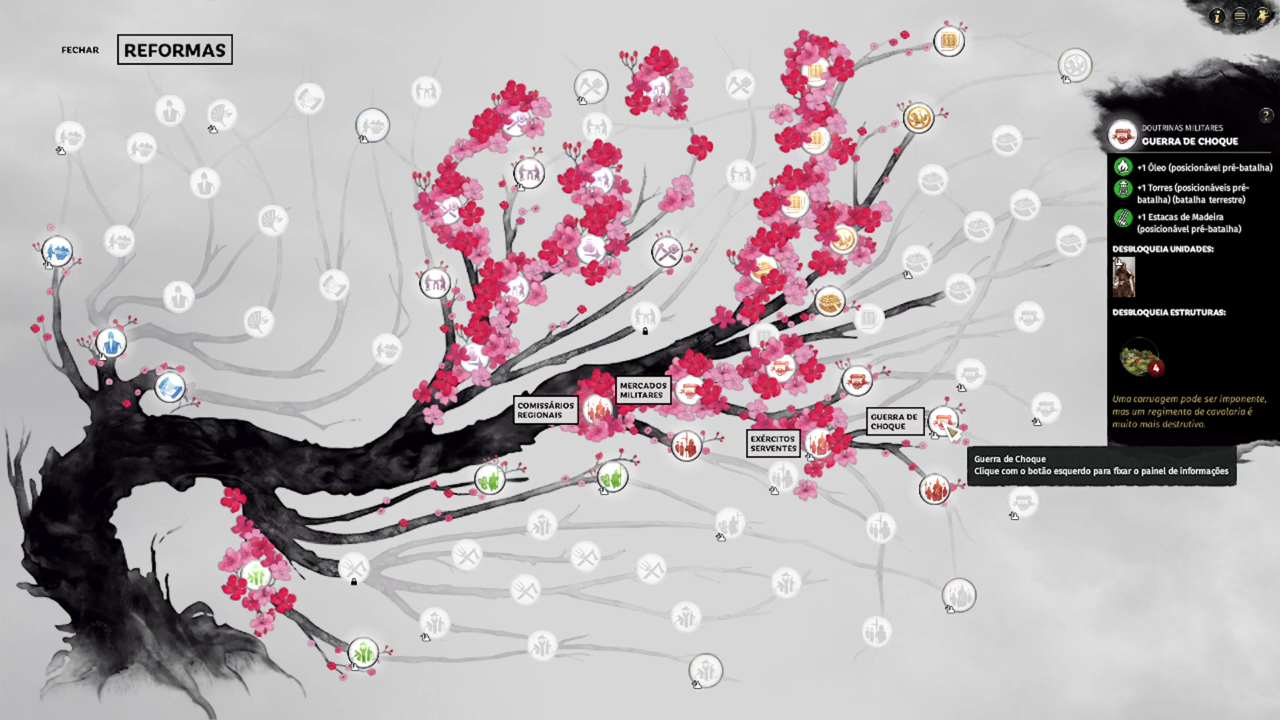 FECHAR
REFORMAS
DOUTRINAS MILITARES
GUERRA DE CHOQUE
?
+1 Óleo (posicionável pré-batalha)
+1 Torres (posicionáveis pré-
batalha) (batalha terrestre)
+1 Estacas de Madeira
(posicionável pré-batalha)
DESBLOQUEIA UNIDADES:
DESBLOQUEIA ESTRUTURAS:
4
Uma carruagem pode ser imponente,
mas um regimento de cavalaria é
muito mais destrutivo.
MERCADOS
MILITARES
COMISSÁRIOS
REGIONAIS
GUERRA DE
CHOQUE
EXÉRCITOS
SERVENTES
Guerra de Choque
Clique com o botão esquerdo para fixar o painel de informações